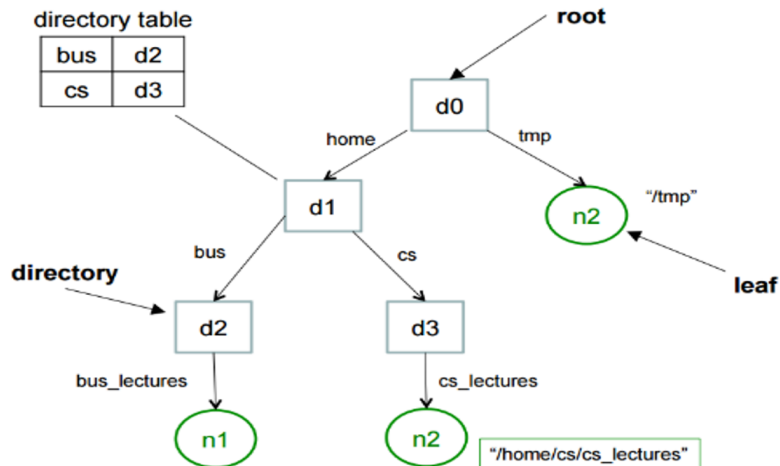 directory table
bus d2
cs d3
root
d0
home
tmp
d1
n2
“/tmp”
bus
cs
directory
leaf
d2
d3
bus_lectures
cs_lectures
n1
n2
“/home/cs/cs_lectures”